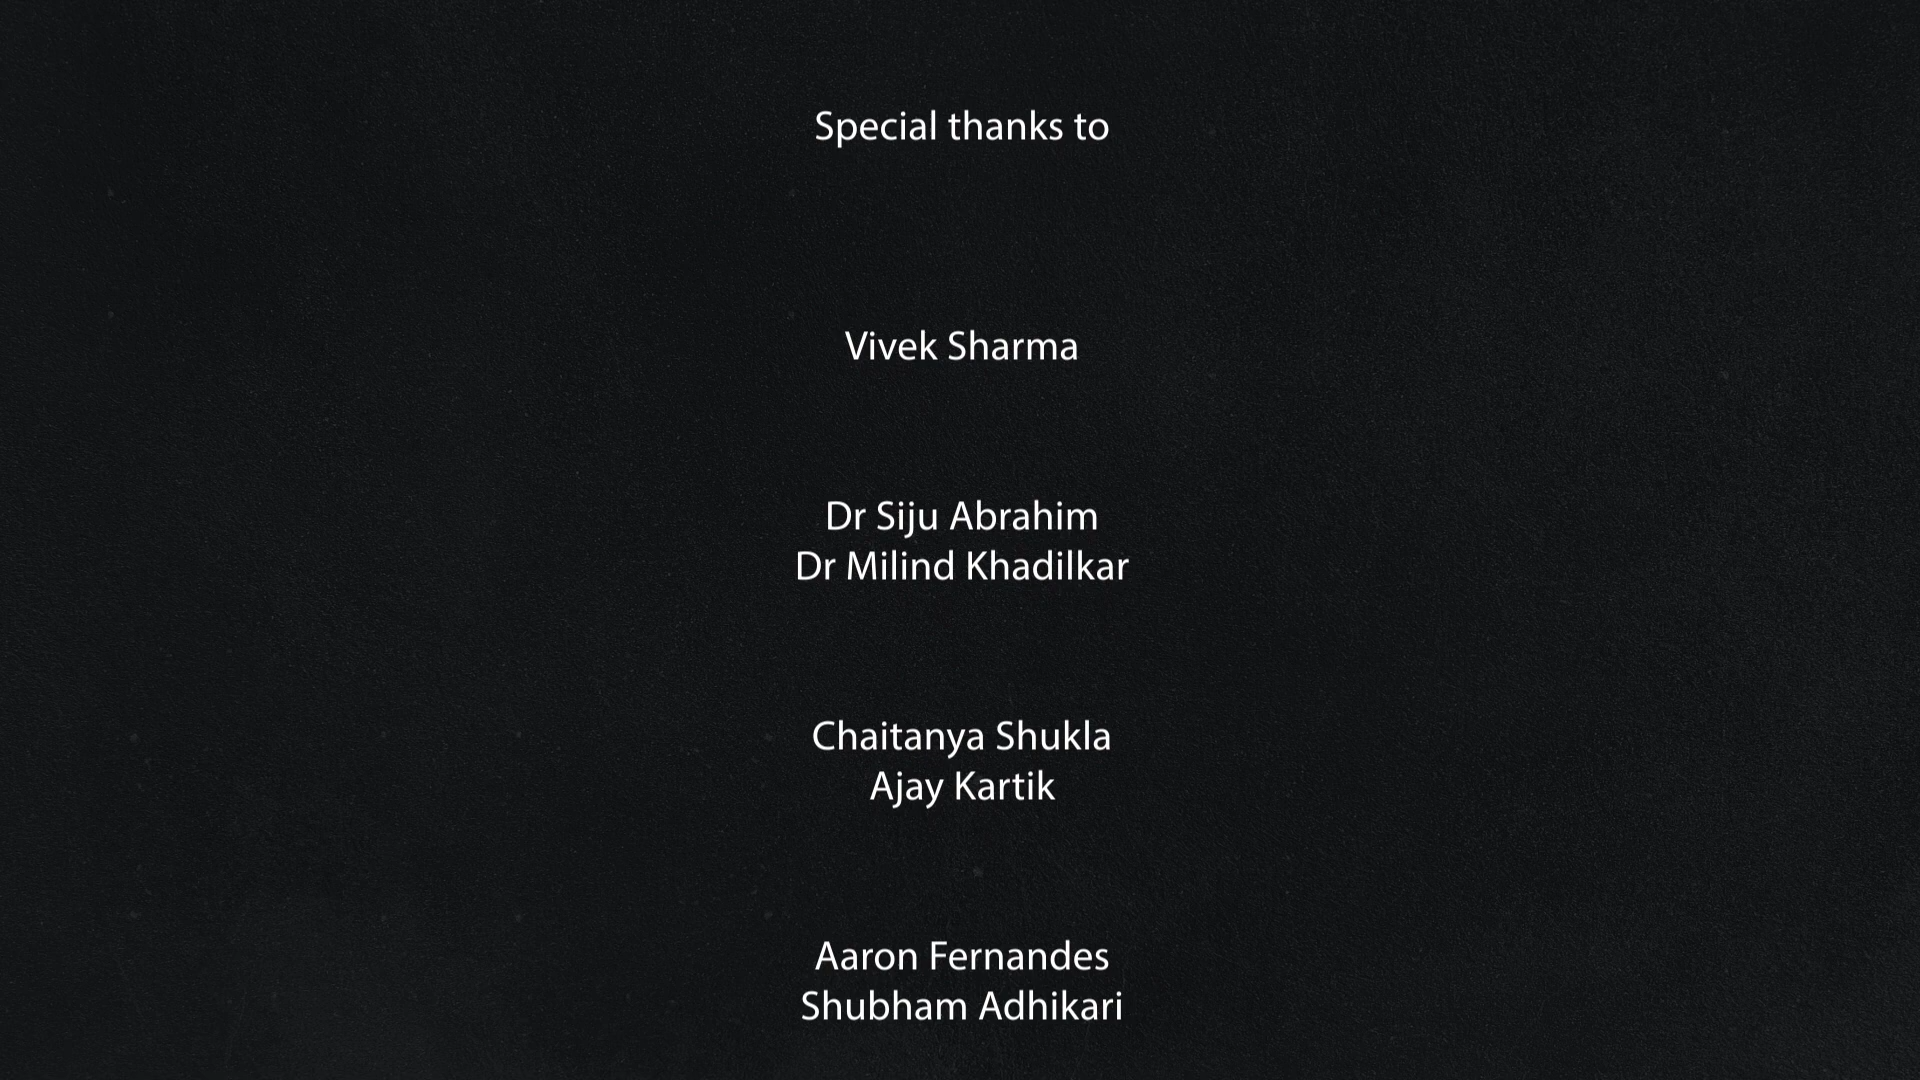 Special thanks to
Vivek Sharma
Dr Siju Abrahim
Dr Milind Khadilkar
Chaitanya Shukla
Ajay Kartik
Aaron Fernandes
Shubham Adhikari